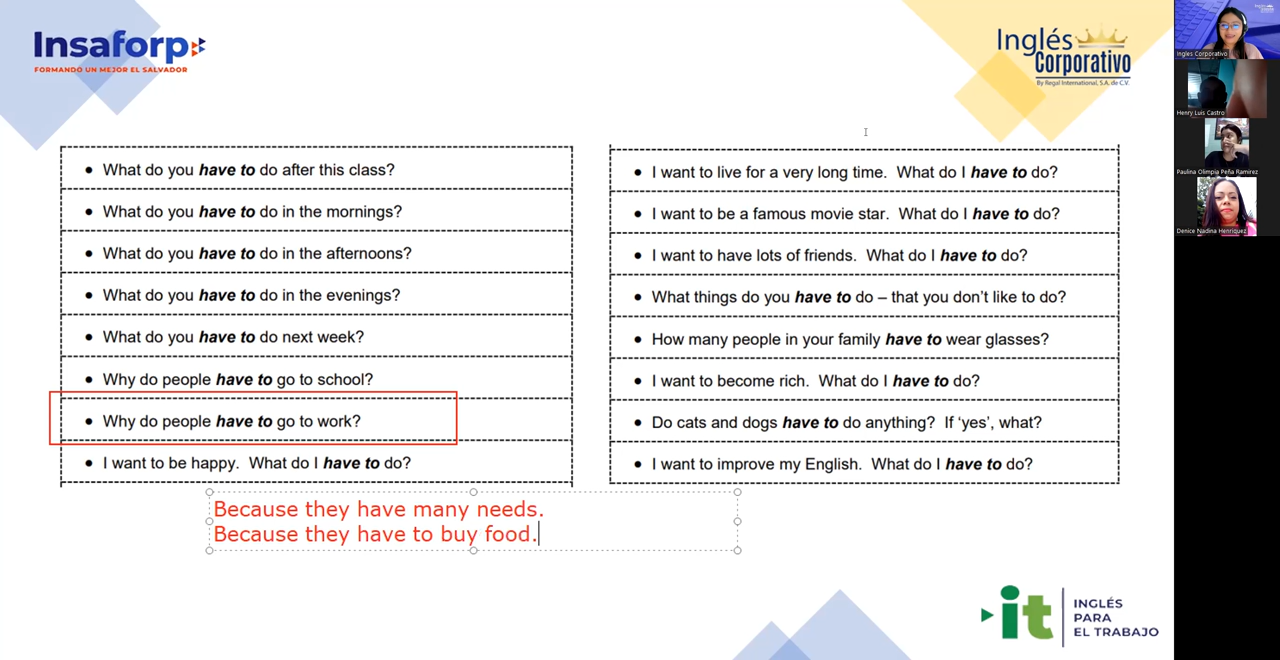 Insaforp
FORMANDO UN MEJOR EL SALVADOR
Inglés
Corporativo
By Regal International, S.A. de C.V.
• What do you have to do after this class?
• What do you have to do in the mornings?
• What do you have to do in the afternoons?
• What do you have to do in the evenings?
• What do you have to do next week?
• Why do people have to go to school?
• Why do people have to go to work?
• I want to be happy. What do I have to do?
• I want to live for a very long time. What do I have to do?
• I want to be a famous movie star. What do I have to do?
• I want to have lots of friends. What do I have to do?
• What things do you have to do – that you don't like to do?
• How many people in your family have to wear glasses?
• I want to become rich. What do I have to do?
• Do cats and dogs have to do anything? If 'yes', what?
• I want to improve my English. What do I have to do?
Because they have many needs.
Because they have to buy food.
it
INGLÉS
PARA
EL TRABAJO
Ingles Corporativo
Henry Luis Castro
Paulina Olimpia Peña Ramirez
Denice Nadina Henriquez